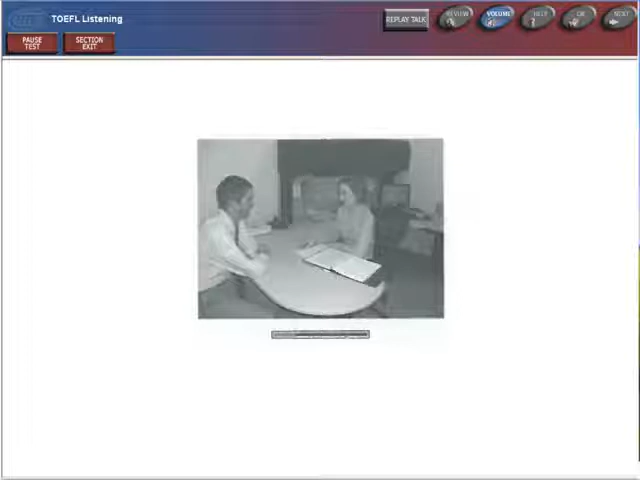 TOEFL Listening
REPLAY TALK
REVIEW
VOLUME
HELP
OK
NEXT
PAUSE
TEST
SECTION
EXIT